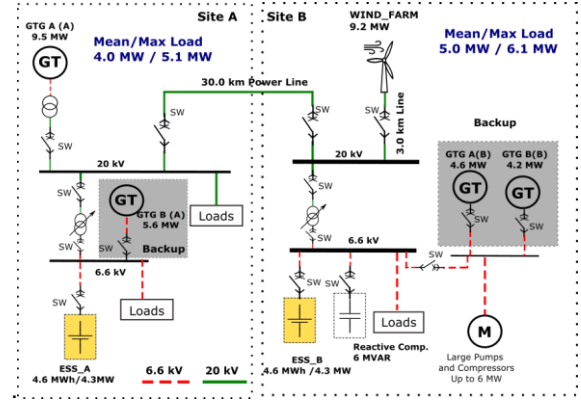 Site A
GTG A (A)
9.5 MW
GT
Mean/Max Load
4.0 MW / 5.1 MW
SW
SW
30.0 km Power Line
20 kV
SW
GT
GTG B (A)
5.6 MW
SW
SW
Backup
Loads
6.6 kV
SW
Loads
ESS_A
4.6 MWh/4.3MW
6.6 kV
20 kV
Site B
WIND_FARM
9.2 MW
Mean/Max Load
5.0 MW / 6.1 MW
SW
SW
3.0 km Line
20 kV
Backup
GTG A(B)
4.6 MW
GTG B(B)
4.2 MW
GT
GT
SW
SW
SW
6.6 kV
SW
SW
SW
Loads
M
Reactive Comp.
6 MVAR
ESS_B
4.6 MWh /4.3 MW
Large Pumps
and Compressors
Up to 6 MW